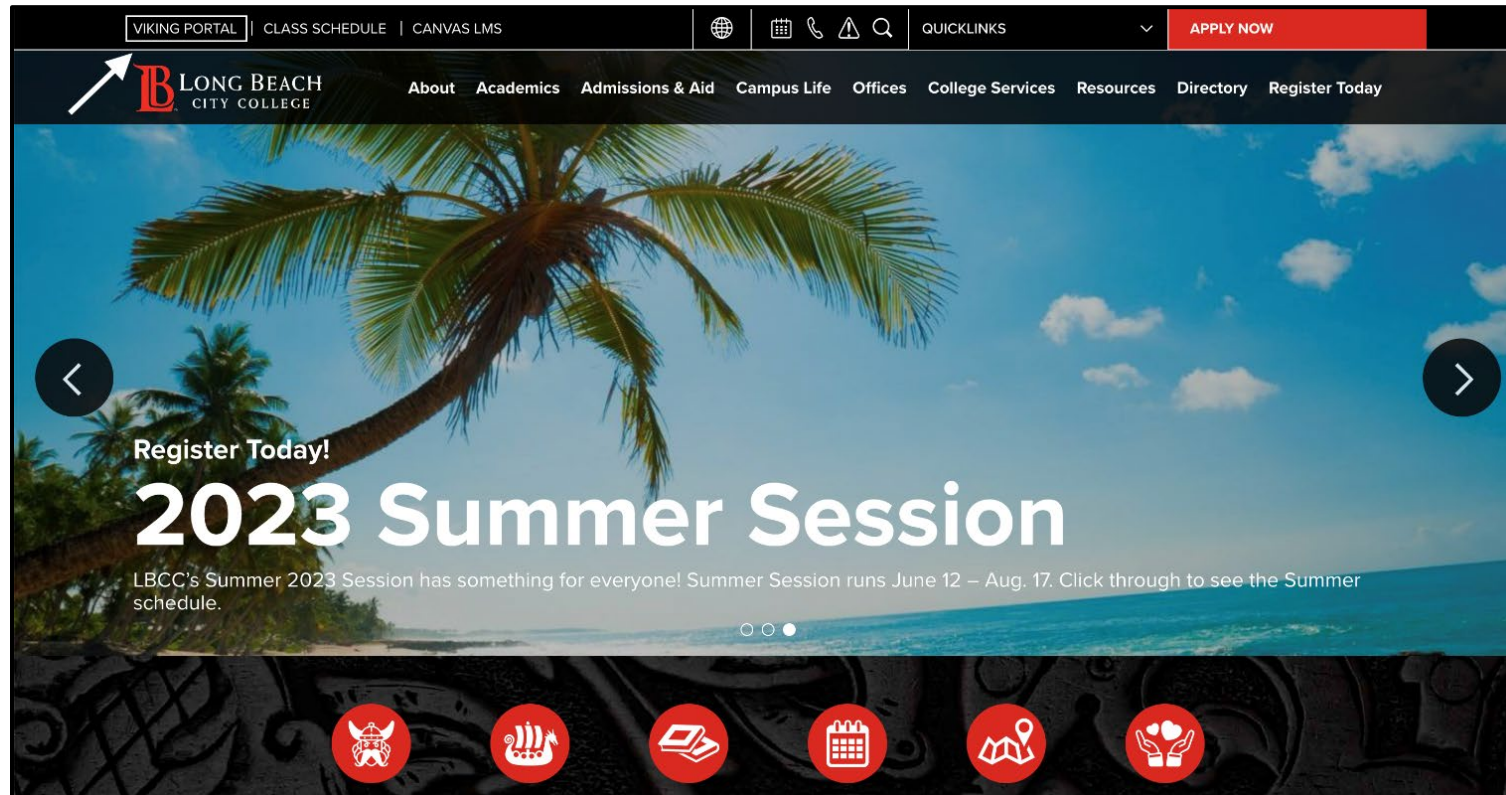 VIKING PORTAL | CLASS SCHEDULE | CANVAS LMS QUICKLINKS APPLY NOW
LB LONG BEACH
CITY COLLEGE
About Academics Admissions & Aid Campus Life Offices College Services Resources Directory Register Today
Register Today!
2023 Summer Session
LBCC's Summer 2023 Session has something for everyone! Summer Session runs June 12 – Aug. 17. Click through to see the Summer
schedule.